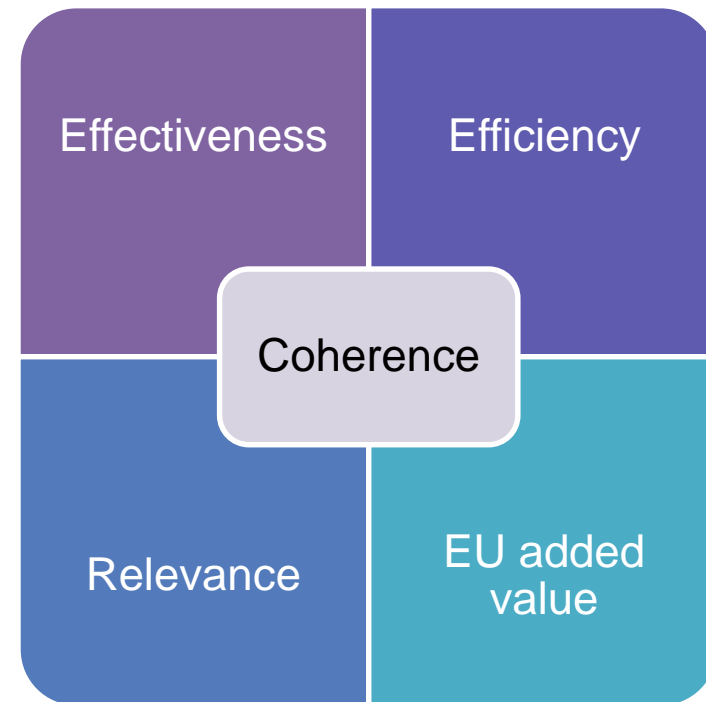 Effectiveness
Efficiency
Coherence
Relevance
EU added
value